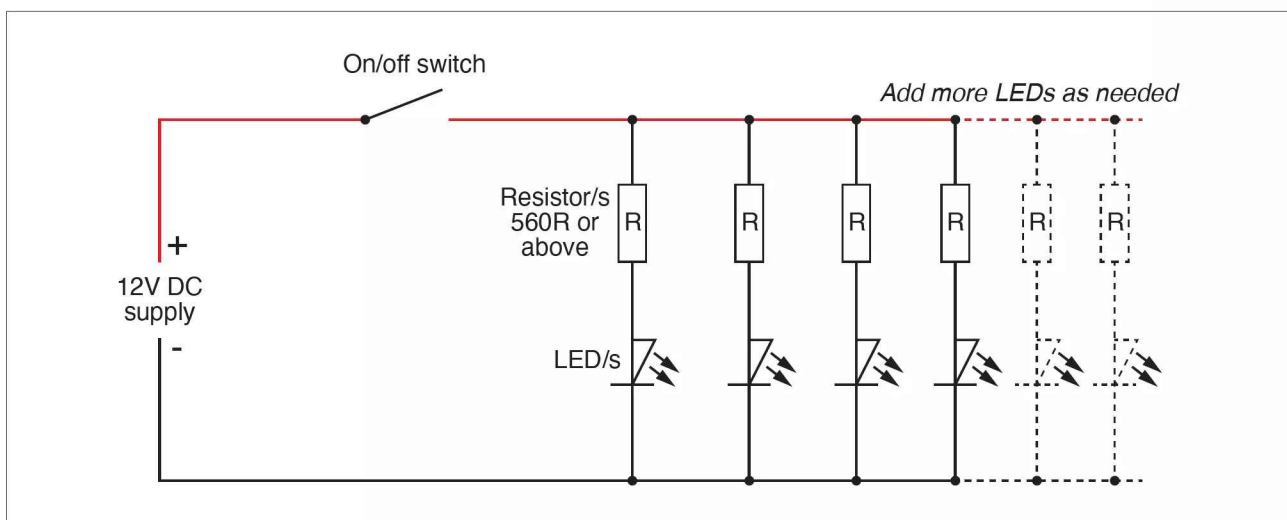 On/off switch
Add more LEDs as needed
Resistor/s
560R or
above
R
R
R
R
R
R
+
12V DC
supply
-
LED/s